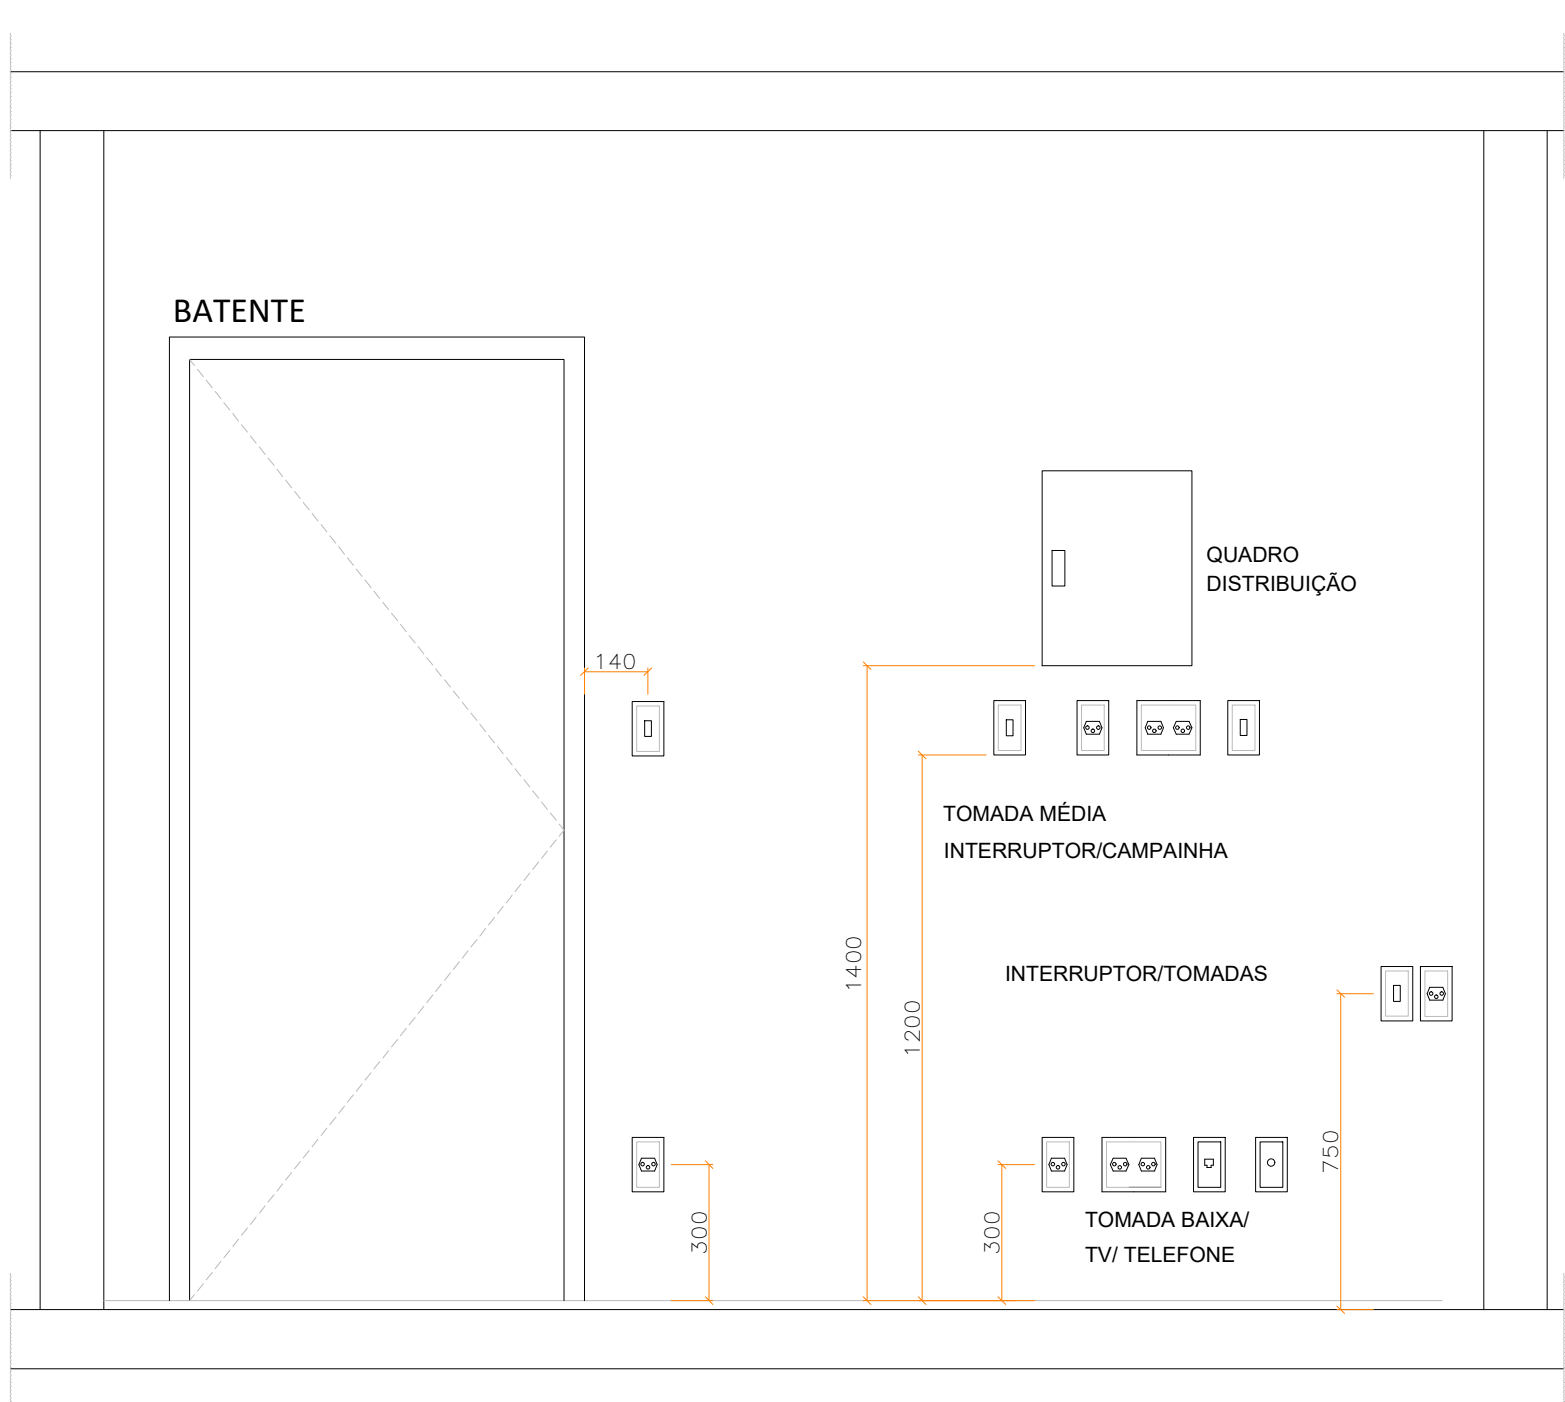 BATENTE
QUADRO
DISTRIBUIÇÃO
140
TOMADA MÉDIA
INTERRUPTOR/CAMPAINHA
1400
1200
INTERRUPTOR/TOMADAS
750
300
300
TOMADA BAIXA/
TV/ TELEFONE